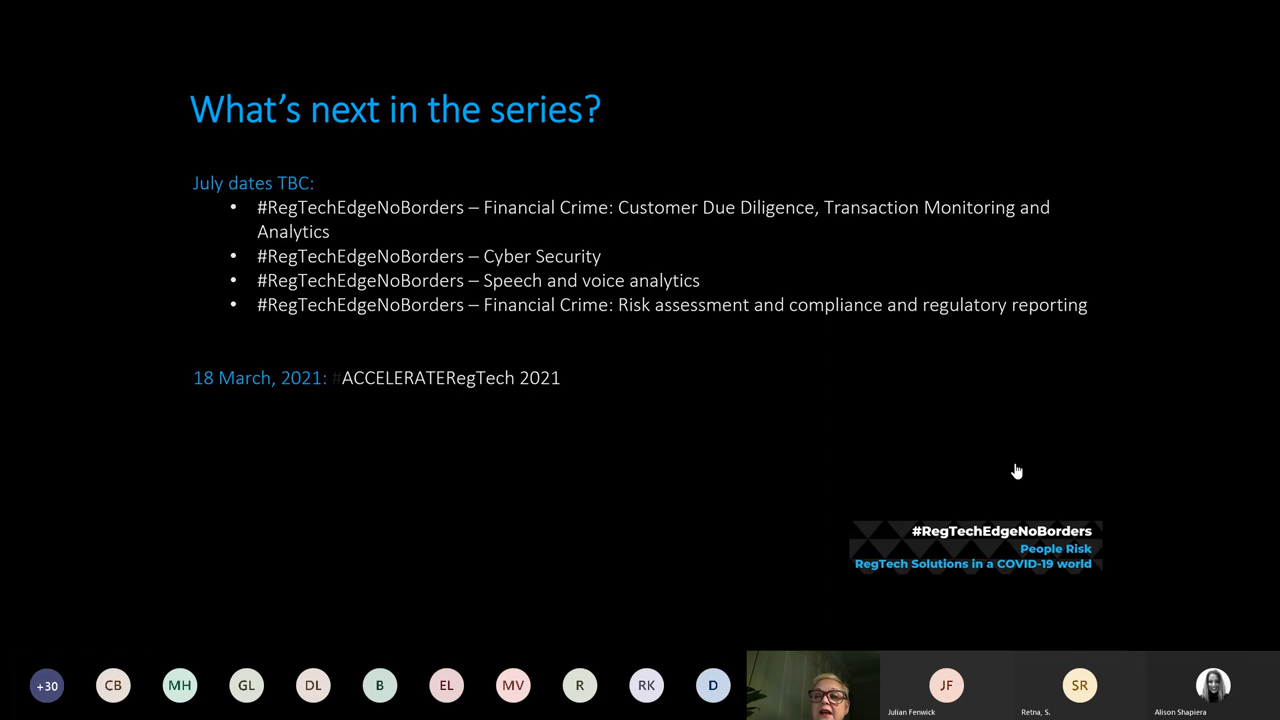 What's next in the series?
July dates TBC:
• #RegTechEdgeNoBorders – Financial Crime: Customer Due Diligence, Transaction Monitoring and
Analytics
• #RegTechEdgeNoBorders – Cyber Security
• #RegTechEdgeNoBorders – Speech and voice analytics
• #RegTechEdgeNoBorders – Financial Crime: Risk assessment and compliance and regulatory reporting
18 March, 2021: #ACCELERATERegTech 2021
#RegTechEdgeNoBorders
People Risk
RegTech Solutions in a COVID-19 world
+30 CB MH GL DL B EL MV R RK D JF SR
Julian Fenwick Retna, S. Alison Shapiera